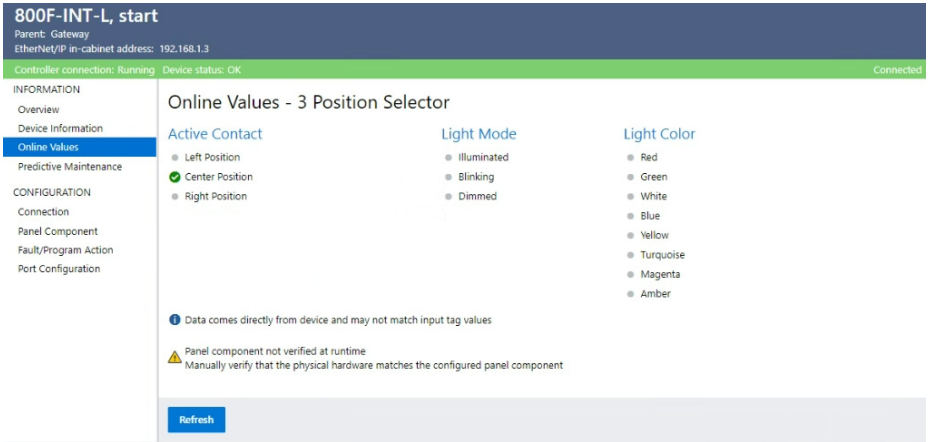 800F-INT-L, start
Parent: Gateway
EtherNet/IP in-cabinet address: 192.168.1.3
Controller connection: Running Device status: OK Connected
INFORMATION
Overview
Device Information
Online Values
Predictive Maintenance
CONFIGURATION
Connection
Panel Component
Fault/Program Action
Port Configuration
Online Values - 3 Position Selector
Active Contact
Left Position
Center Position
Right Position
Light Mode
Illuminated
Blinking
Dimmed
Light Color
Red
Green
White
Blue
Yellow
Turquoise
Magenta
Amber
Data comes directly from device and may not match input tag values
Panel component not verified at runtime
Manually verify that the physical hardware matches the configured panel component
Refresh